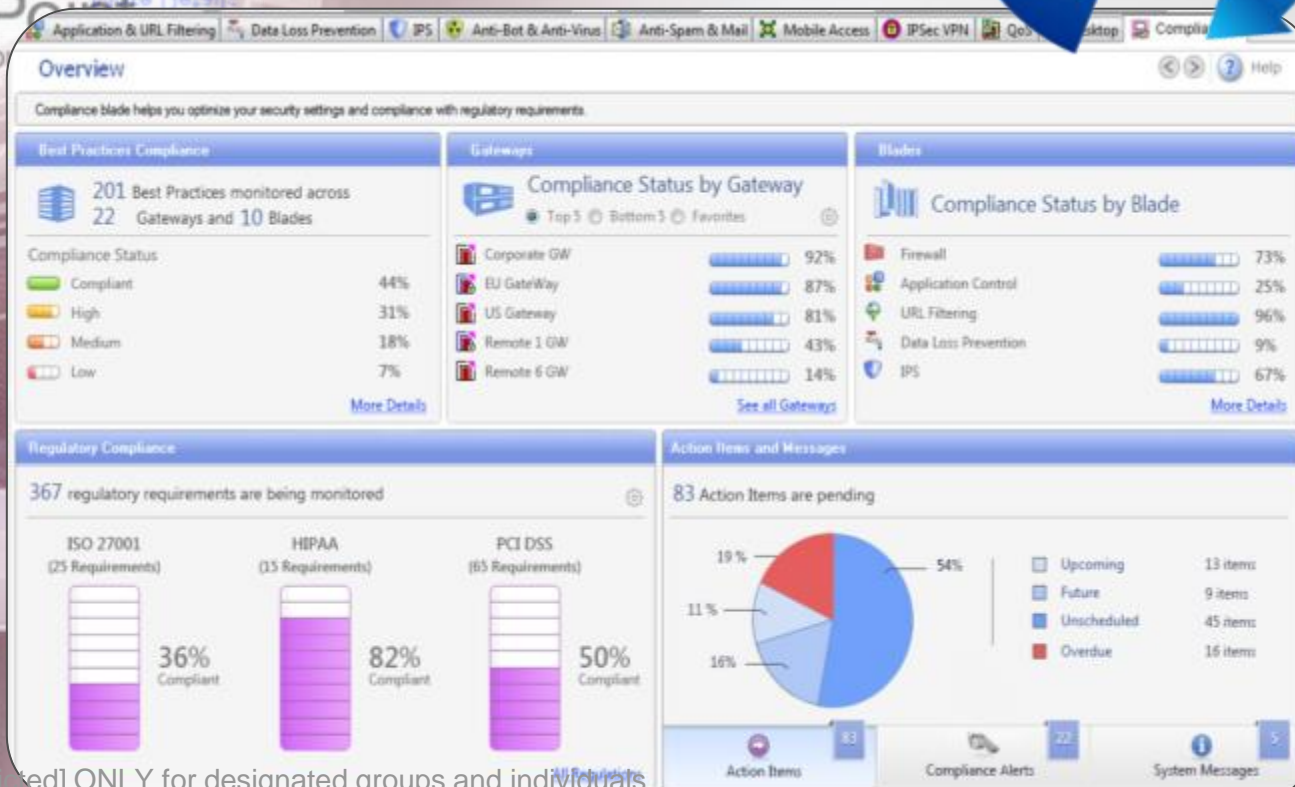 Application & URL Filtering Data Loss Prevention IPS Anti-Bot & Anti-Virus Anti-Spam & Mail Mobile Access IPSec VPN QoS
Overview
Help
Compliance blade helps you optimize your security settings and compliance with regulatory requirements.
Best Practices Compliance
201 Best Practices monitored across
22 Gateways and 10 Blades
Compliance Status
Compliant 44%
High 31%
Medium 18%
Low 7%
More Details
Gateways
Compliance Status by Gateway
Top 5 Bottom 5 Favorites
Corporate GW 92%
EU GateWay 87%
US Gateway 81%
Remote 1 GW 43%
Remote 6 GW 14%
See all Gateways
Blades
Compliance Status by Blade
Firewall 73%
Application Control 25%
URL Filtering 96%
Data Loss Prevention 9%
IPS 67%
More Details
Regulatory Compliance
367 regulatory requirements are being monitored
ISO 27001
(25 Requirements)
36%
Compliant
HIPAA
(15 Requirements)
82%
Compliant
PCI DSS
(65 Requirements)
50%
Compliant
All Regulations
Action Items and Messages
83 Action Items are pending
19%
54%
11%
16%
Upcoming 13 items
Future 9 items
Unscheduled 45 items
Overdue 16 items
Action Items 83
Compliance Alerts 22
System Messages 5
ONLY for designated groups and individuals